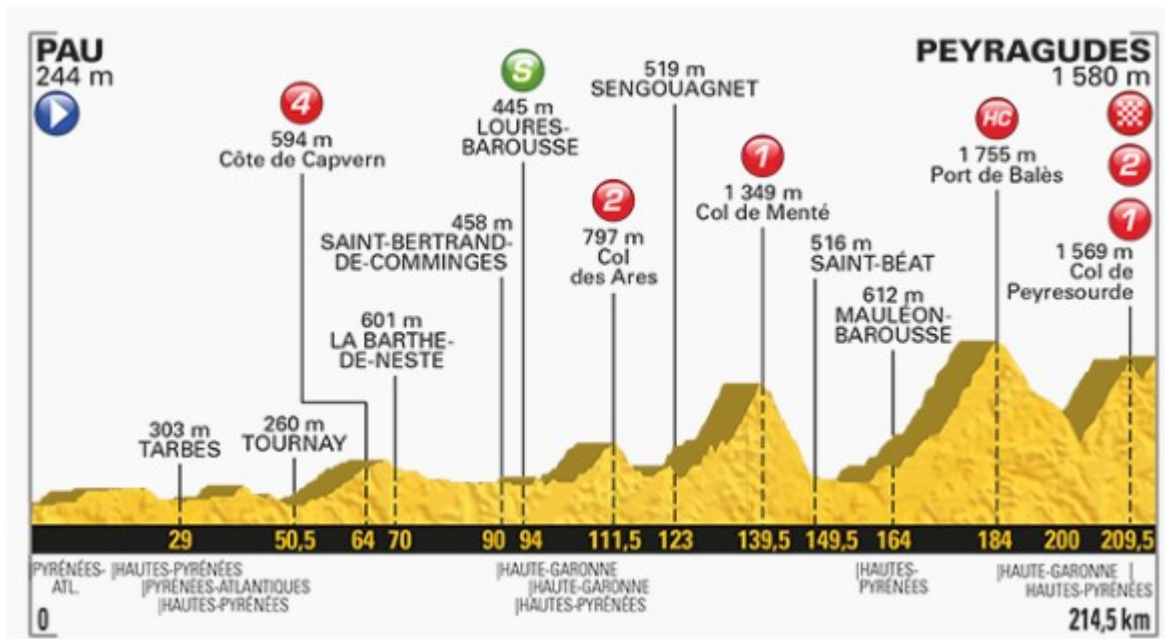 PAU
244 m
PEYRAGUDES
1 580 m
4
594 m
Côte de Capvern
S
445 m
LOURES-
BAROUSSE
519 m
SENGOUAGNET
HC
1 755 m
Port de Balès
2
1
1 569 m
Col de
Peyresourde
1
1 349 m
Col de Menté
2
797 m
Col
des Ares
458 m
SAINT-BERTRAND-
DE-COMMINGES
516 m
SAINT-BÉAT
612 m
MAULÉON-
BAROUSSE
601 m
LA BARTHE-
DE-NESTE
303 m
TARBES
260 m
TOURNAY
29 50,5 64 70 90 94 111,5 123 139,5 149,5 164 184 200 209,5
|PYRÉNÉES-
ATL.
|HAUTES-PYRÉNÉES
|PYRÉNÉES-ATLANTIQUES
|HAUTES-PYRÉNÉES
|HAUTE-GARONNE
|HAUTE-GARONNE
|HAUTES-PYRÉNÉES
|HAUTES-
PYRÉNÉES
|HAUTE-GARONNE |
HAUTES-PYRÉNÉES
0
214,5 km